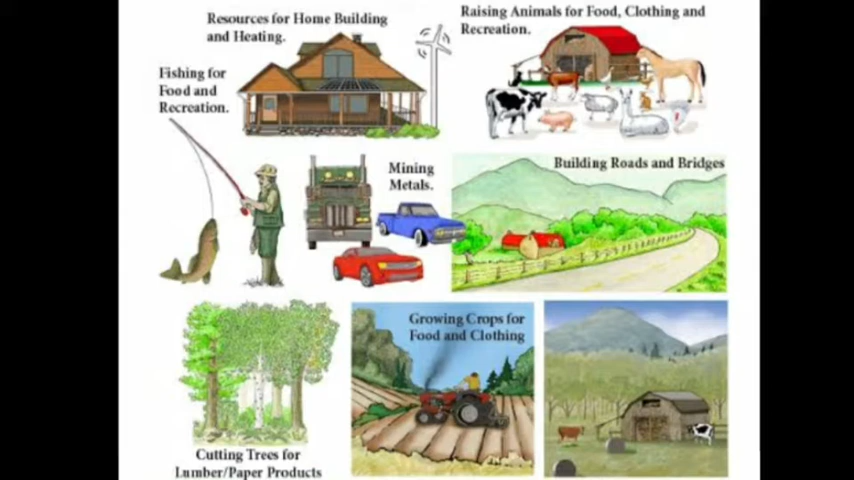 Resources for Home Building
and Heating.
Raising Animals for Food, Clothing and
Recreation.
Fishing for
Food and
Recreation.
Mining
Metals.
Building Roads and Bridges
Growing Crops for
Food and Clothing
Cutting Trees for
Lumber/Paper Products